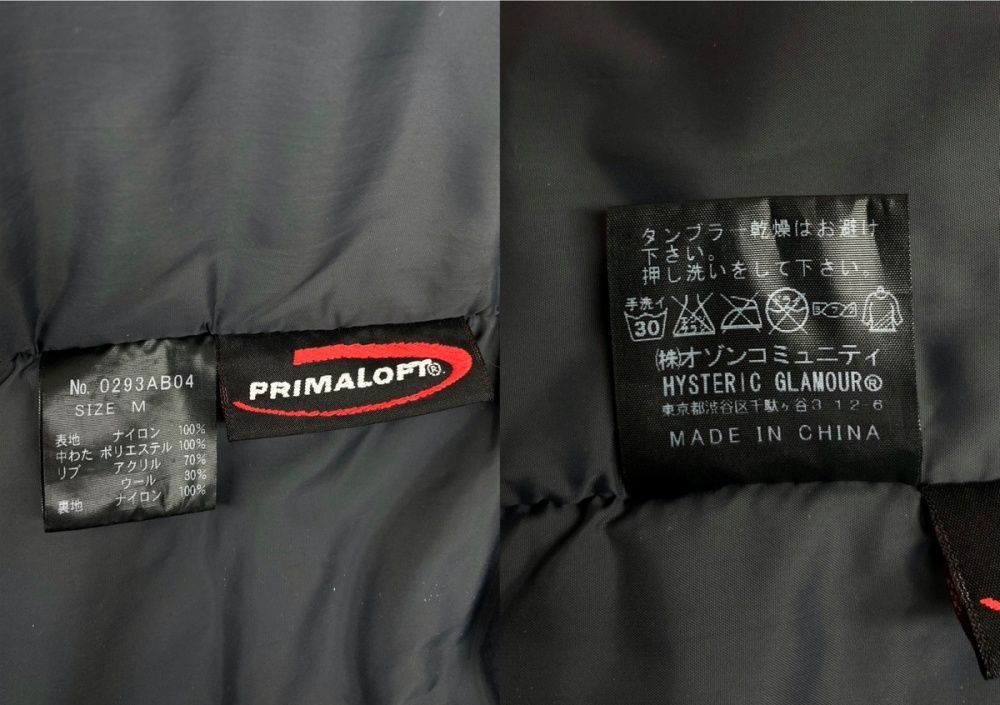 No. 0293AB04
SIZE M
表地 ナイロン 100%
中わた ポリエステル 100%
リブ アクリル 70%
ウール 30%
裏地 ナイロン 100%
PRIMALOFT®
タンブラー乾燥はお避け
下さい。
押し洗いをして下さい。
手洗イ
30
(株)オゾンコミュニティ
HYSTERIC GLAMOUR®
東京都渋谷区千駄ヶ谷3-12-6
MADE IN CHINA